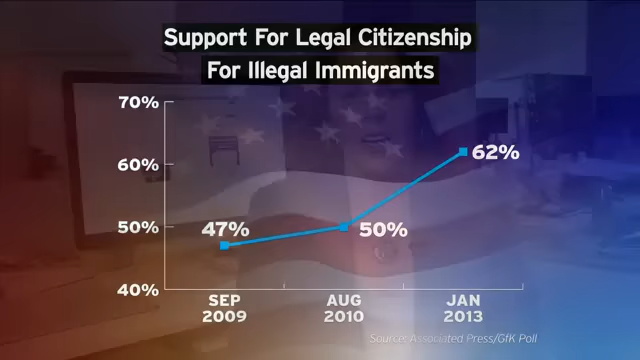 Support For Legal Citizenship
For Illegal Immigrants
70%
60%
50%
40%
47%
50%
62%
SEP
2009
AUG
2010
JAN
2013
Source: Associated Press/GfK Poll